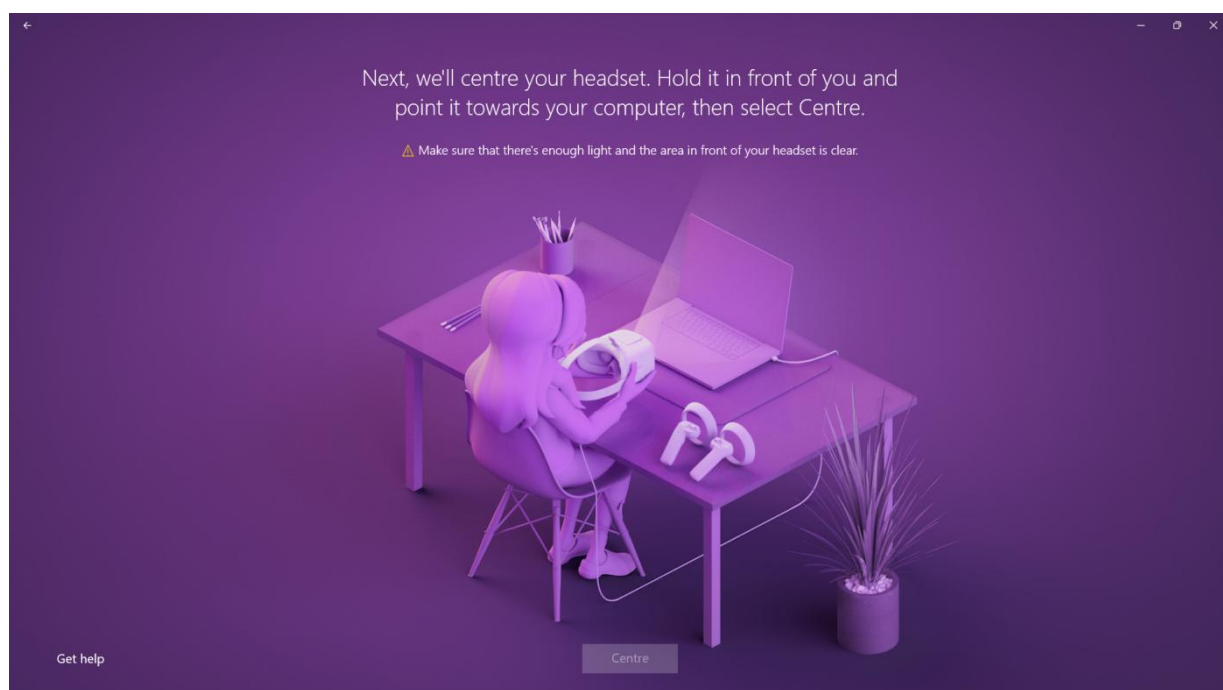 Next, we'll centre your headset. Hold it in front of you and
point it towards your computer, then select Centre.
⚠ Make sure that there's enough light and the area in front of your headset is clear.
Get help
Centre